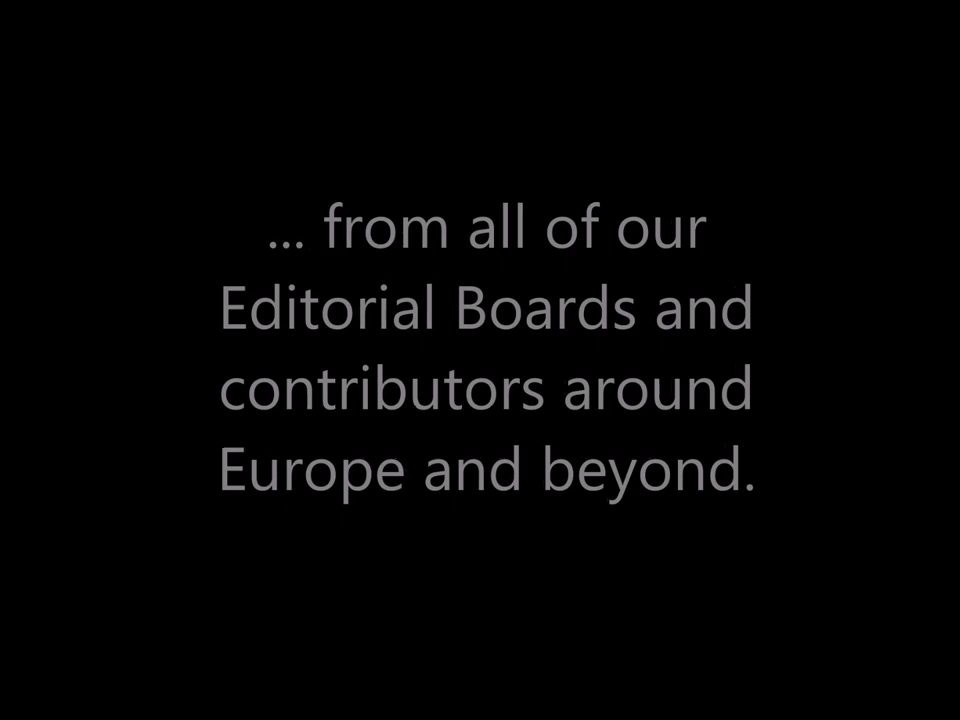 ... from all of our
Editorial Boards and
contributors around
Europe and beyond.